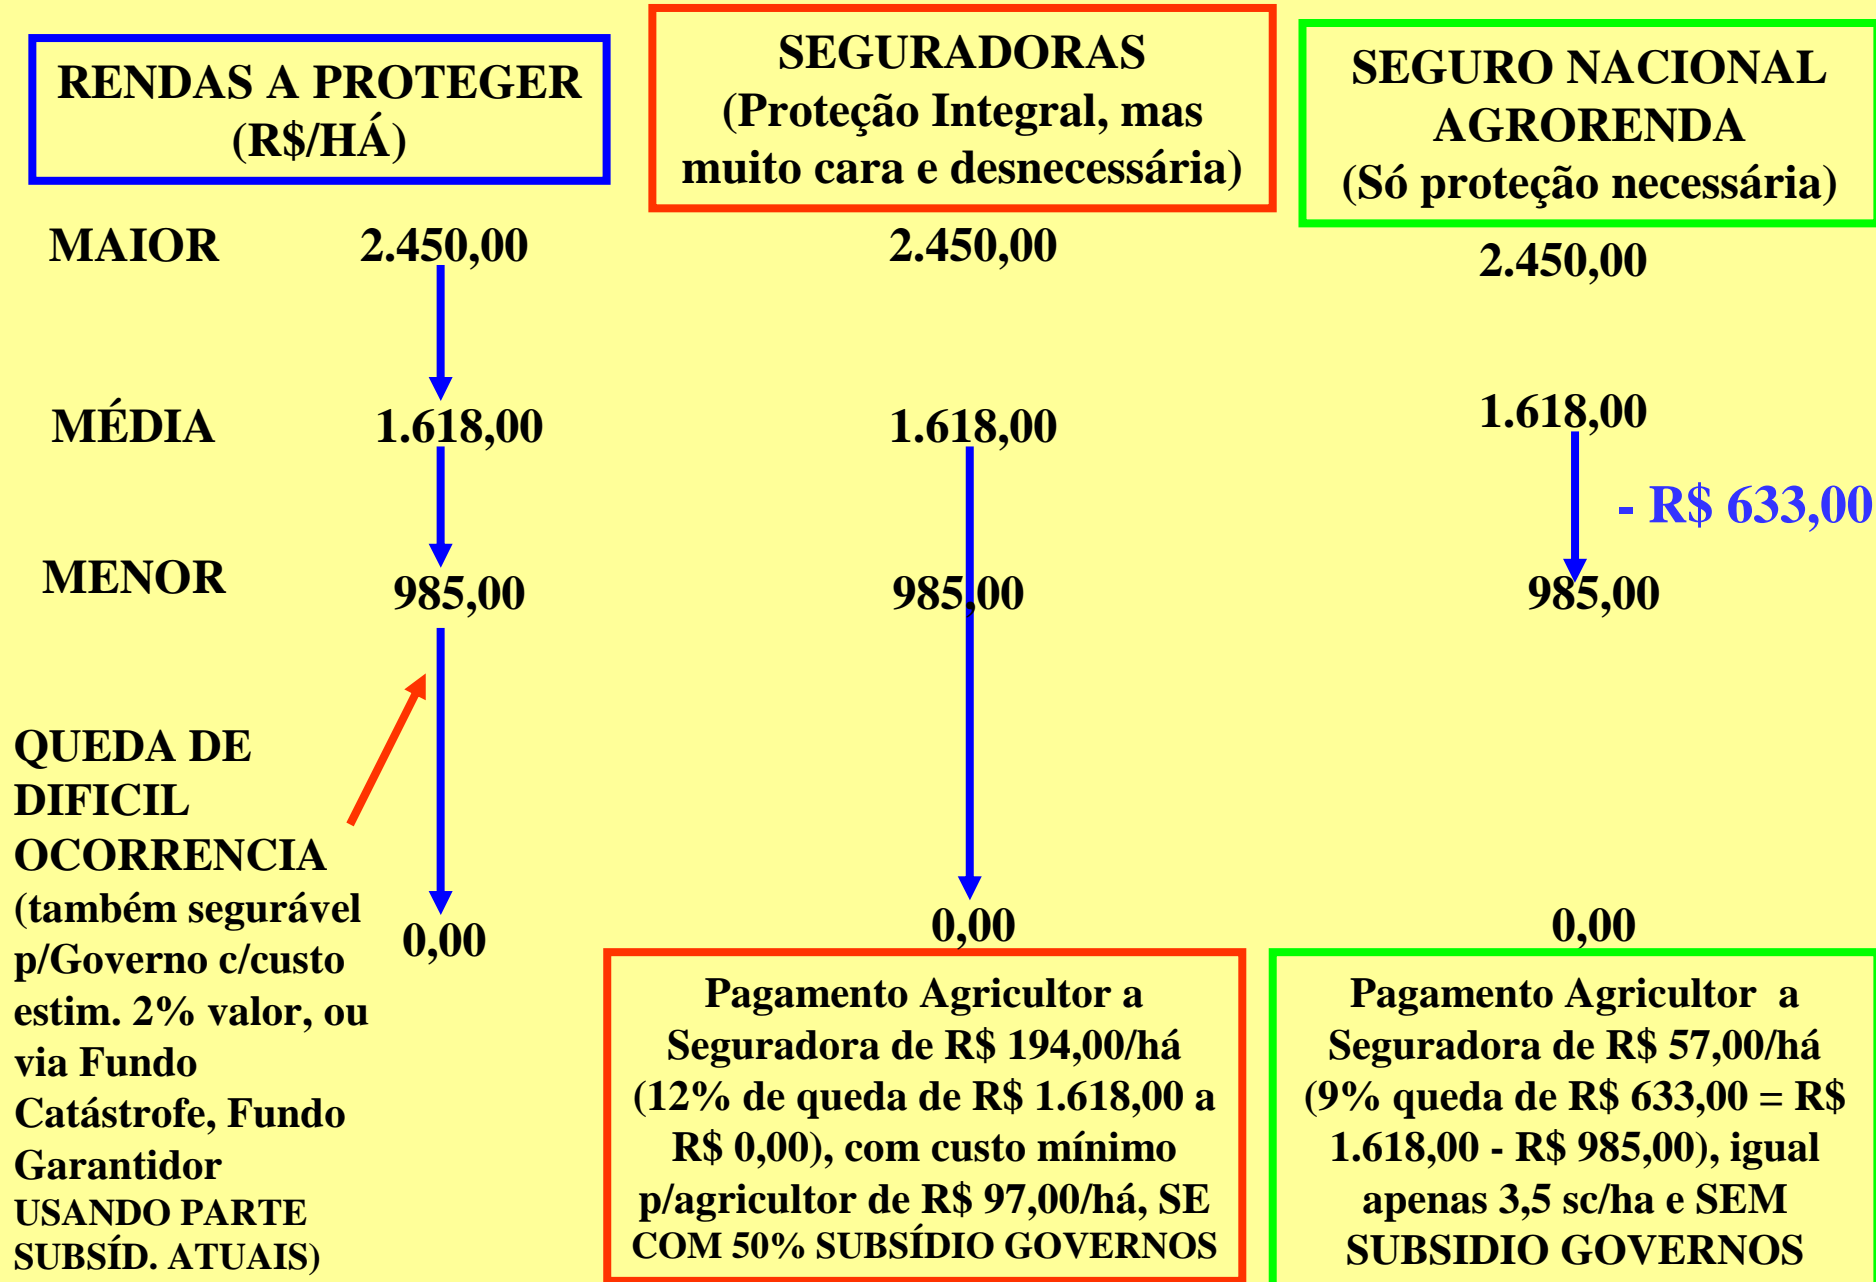 RENDAS A PROTEGER
(R$/HÁ)
SEGURADORAS
(Proteção Integral, mas
muito cara e desnecessária)
SEGURO NACIONAL
AGRORENDA
(Só proteção necessária)
MAIOR 2.450,00 2.450,00 2.450,00
MÉDIA 1.618,00 1.618,00 1.618,00
- R$ 633,00
MENOR 985,00 985,00 985,00
QUEDA DE
DIFICIL
OCORRENCIA
(também segurável
p/Governo c/custo
estim. 2% valor, ou
via Fundo
Catástrofe, Fundo
Garantidor
USANDO PARTE
SUBSÍD. ATUAIS)
0,00 0,00 0,00
Pagamento Agricultor a
Seguradora de R$ 194,00/há
(12% de queda de R$ 1.618,00 a
R$ 0,00), com custo mínimo
p/agricultor de R$ 97,00/há, SE
COM 50% SUBSÍDIO GOVERNOS
Pagamento Agricultor a
Seguradora de R$ 57,00/há
(9% queda de R$ 633,00 = R$
1.618,00 - R$ 985,00), igual
apenas 3,5 sc/ha e SEM
SUBSIDIO GOVERNOS